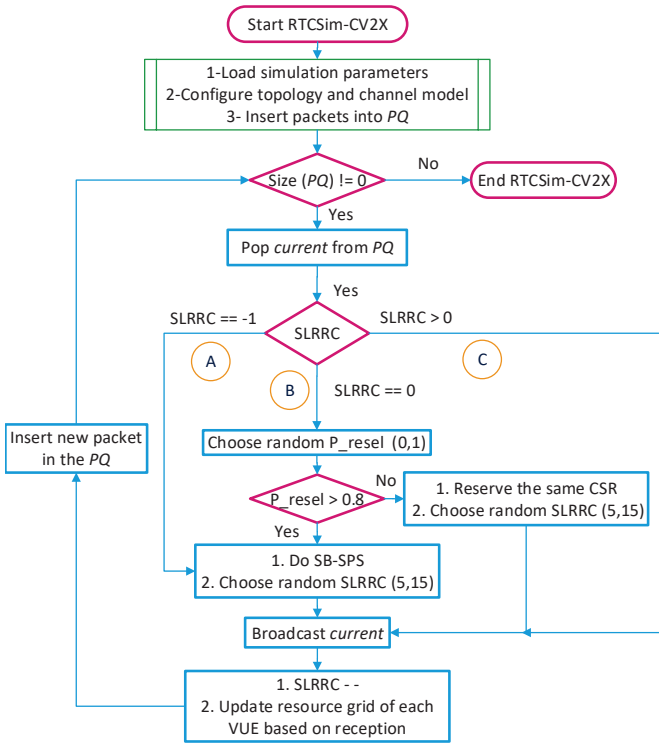 Start RTCSim-CV2X
1-Load simulation parameters
2-Configure topology and channel model
3- Insert packets into PQ
Size (PQ) != 0
No
End RTCSim-CV2X
Yes
Pop current from PQ
Yes
SLRRC == -1
SLRRC
SLRRC > 0
A
B
C
SLRRC == 0
Insert new packet
in the PQ
Choose random P_resel (0,1)
P_resel > 0.8
No
1. Reserve the same CSR
2. Choose random SLRRC (5,15)
Yes
1. Do SB-SPS
2. Choose random SLRRC (5,15)
Broadcast current
1. SLRRC - -
2. Update resource grid of each
VUE based on reception